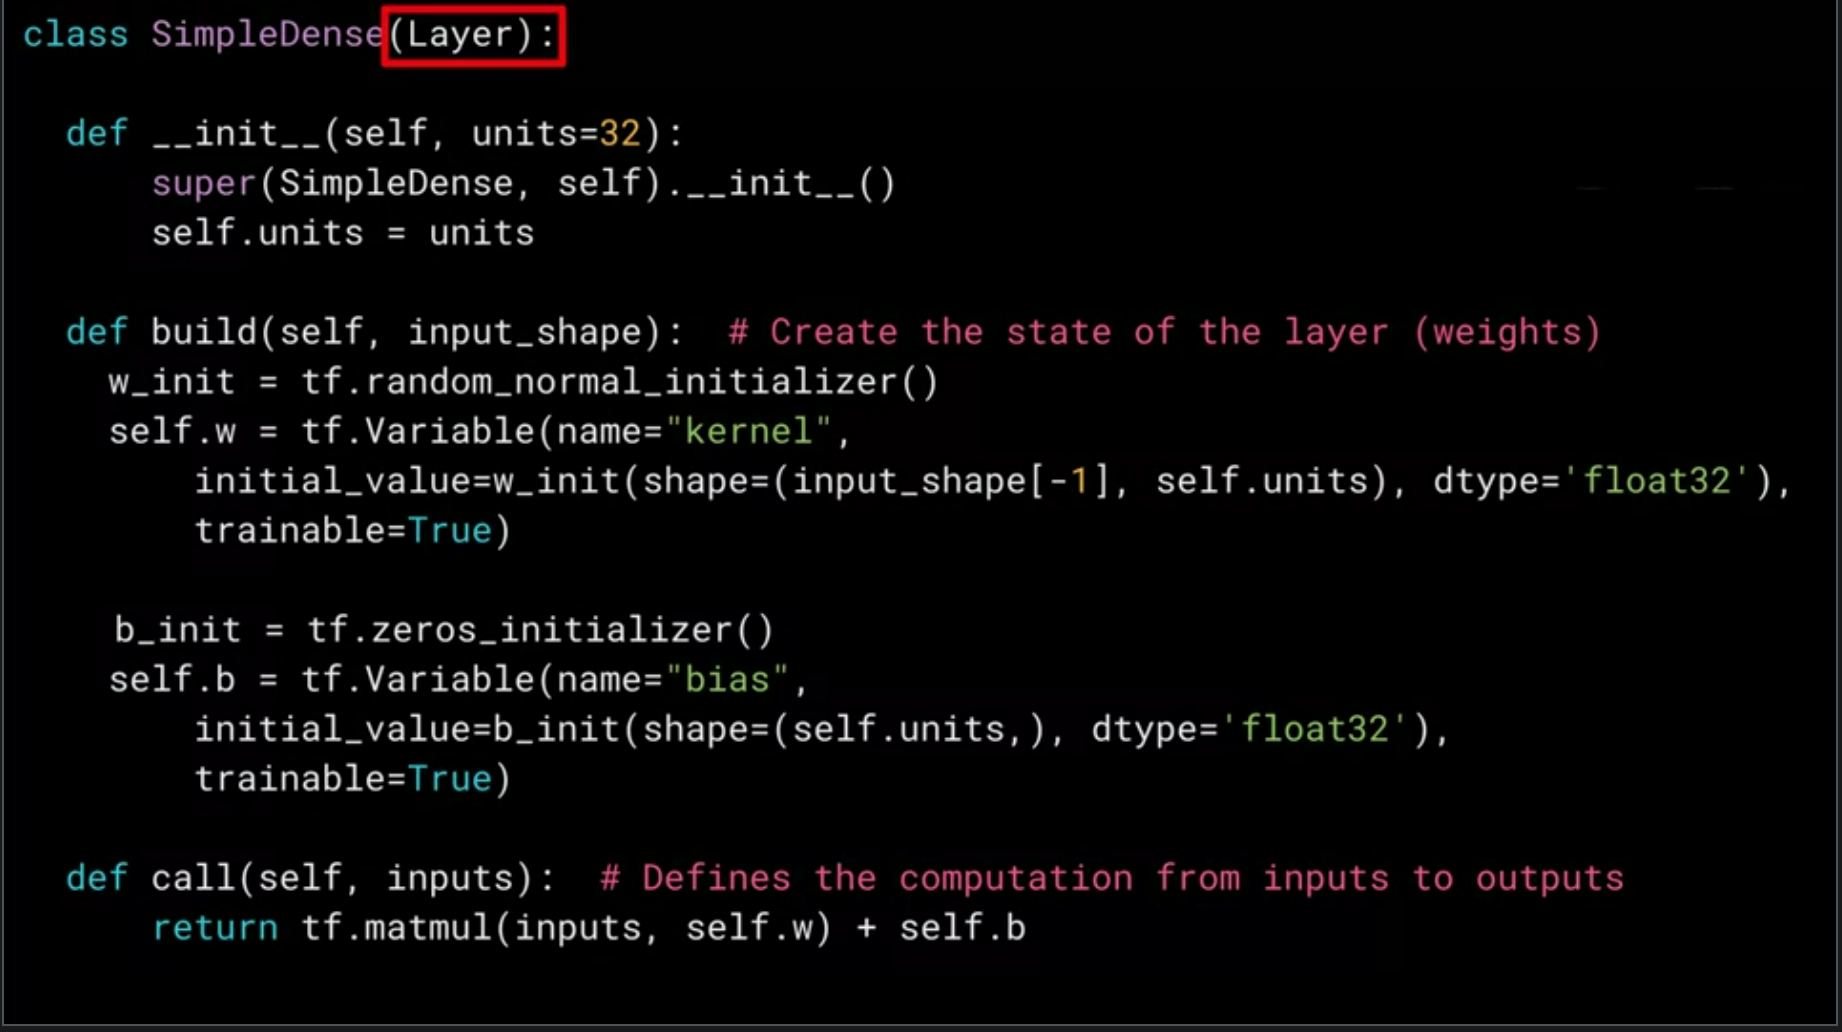 class SimpleDense(Layer):
def __init__(self, units=32):
super(SimpleDense, self).__init__()
self.units = units
def build(self, input_shape):  # Create the state of the layer (weights)
w_init = tf.random_normal_initializer()
self.w = tf.Variable(name="kernel",
initial_value=w_init(shape=(input_shape[-1], self.units), dtype='float32'),
trainable=True)
b_init = tf.zeros_initializer()
self.b = tf.Variable(name="bias",
initial_value=b_init(shape=(self.units,), dtype='float32'),
trainable=True)
def call(self, inputs):  # Defines the computation from inputs to outputs
return tf.matmul(inputs, self.w) + self.b